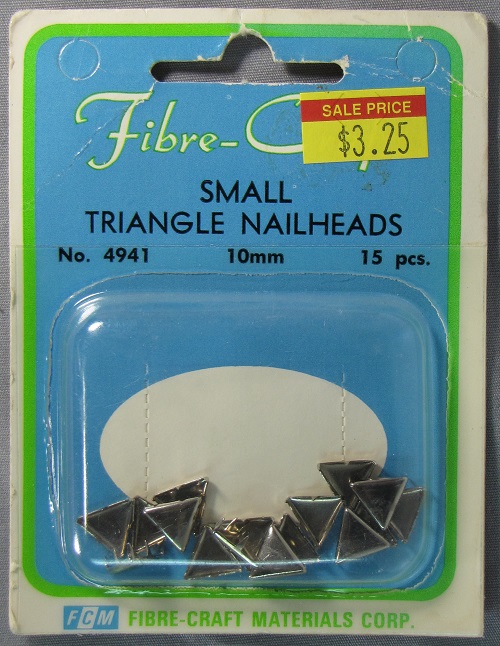 Fibre-
SALE PRICE
$3.25
SMALL
TRIANGLE NAILHEADS
No. 4941 10mm 15 pcs.
FCM FIBRE-CRAFT MATERIALS CORP.